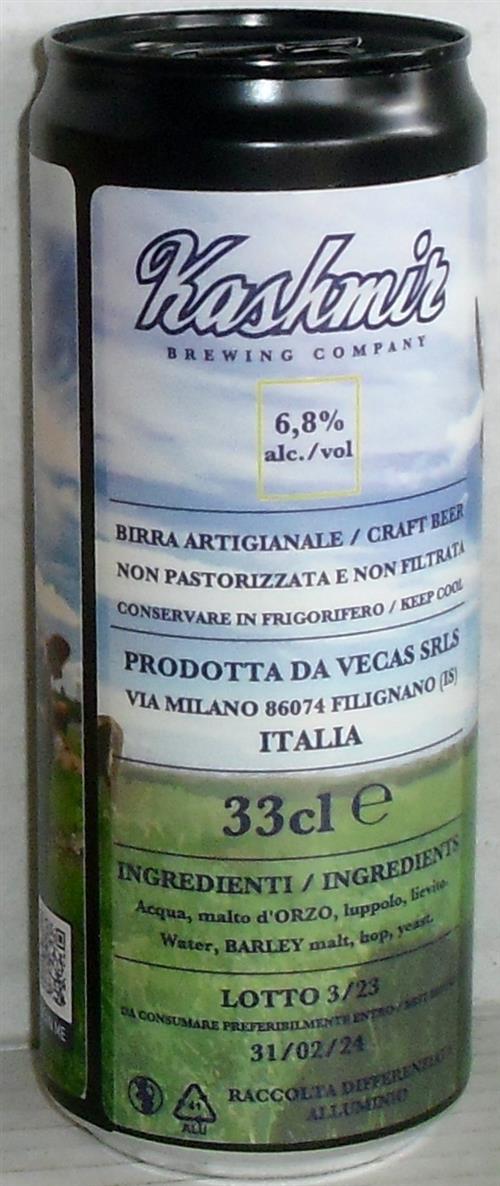 Kashmir
BREWING COMPANY
6,8%
alc./vol
BIRRA ARTIGIANALE / CRAFT BEER
NON PASTORIZZATA E NON FILTRATA
CONSERVARE IN FRIGORIFERO / KEEP COOL
PRODOTTA DA VECAS SRLS
VIA MILANO 86074 FILIGNANO (IS)
ITALIA
33cl e
INGREDIENTI / INGREDIENTS
Acqua, malto d'ORZO, luppolo, lievito.
Water, BARLEY malt, hop, yeast.
LOTTO 3/23
DA CONSUMARE PREFERIBILMENTE ENTRO / BEST
31/02/24
RACCOLTA DIFFERENZIATA
ALLUMINIO
41
ALU
ME